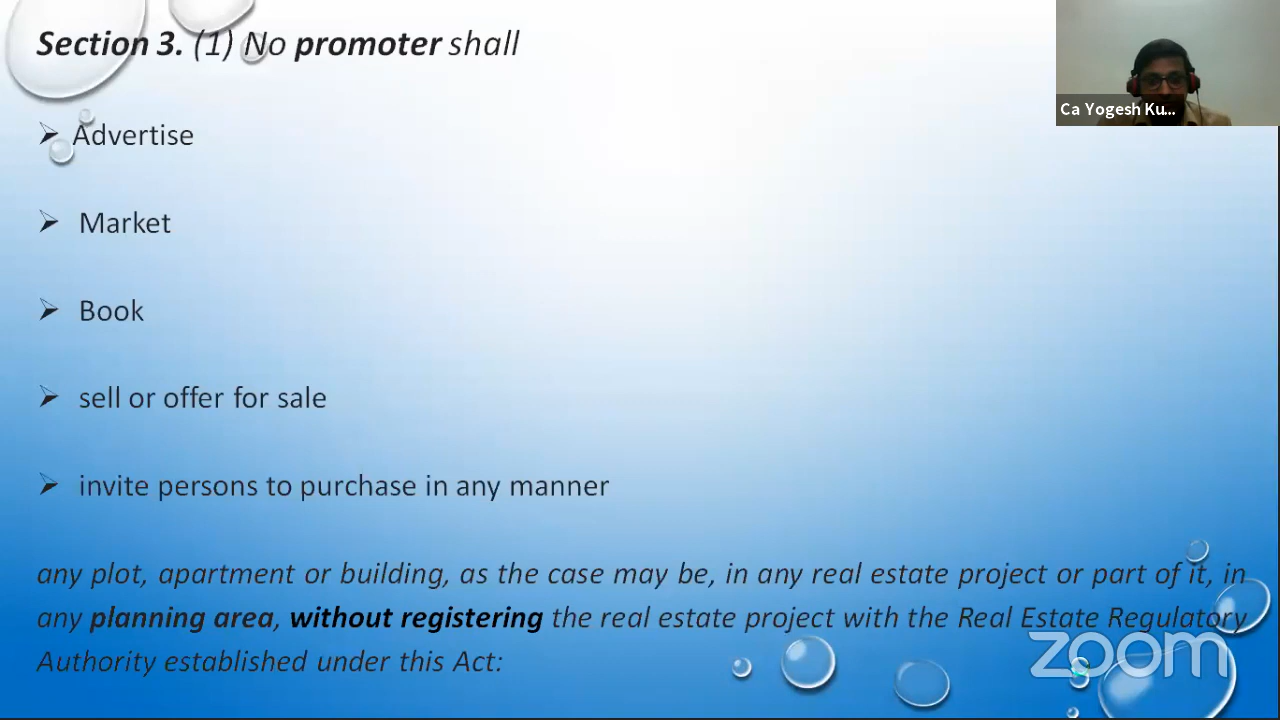 Section 3. (1) No promoter shall
Ca Yogesh Ku...
➢ Advertise
➢ Market
➢ Book
➢ sell or offer for sale
➢ invite persons to purchase in any manner
any plot, apartment or building, as the case may be, in any real estate project or part of it, in
any planning area, without registering the real estate project with the Real Estate Regulatory
Authority established under this Act:
zoom